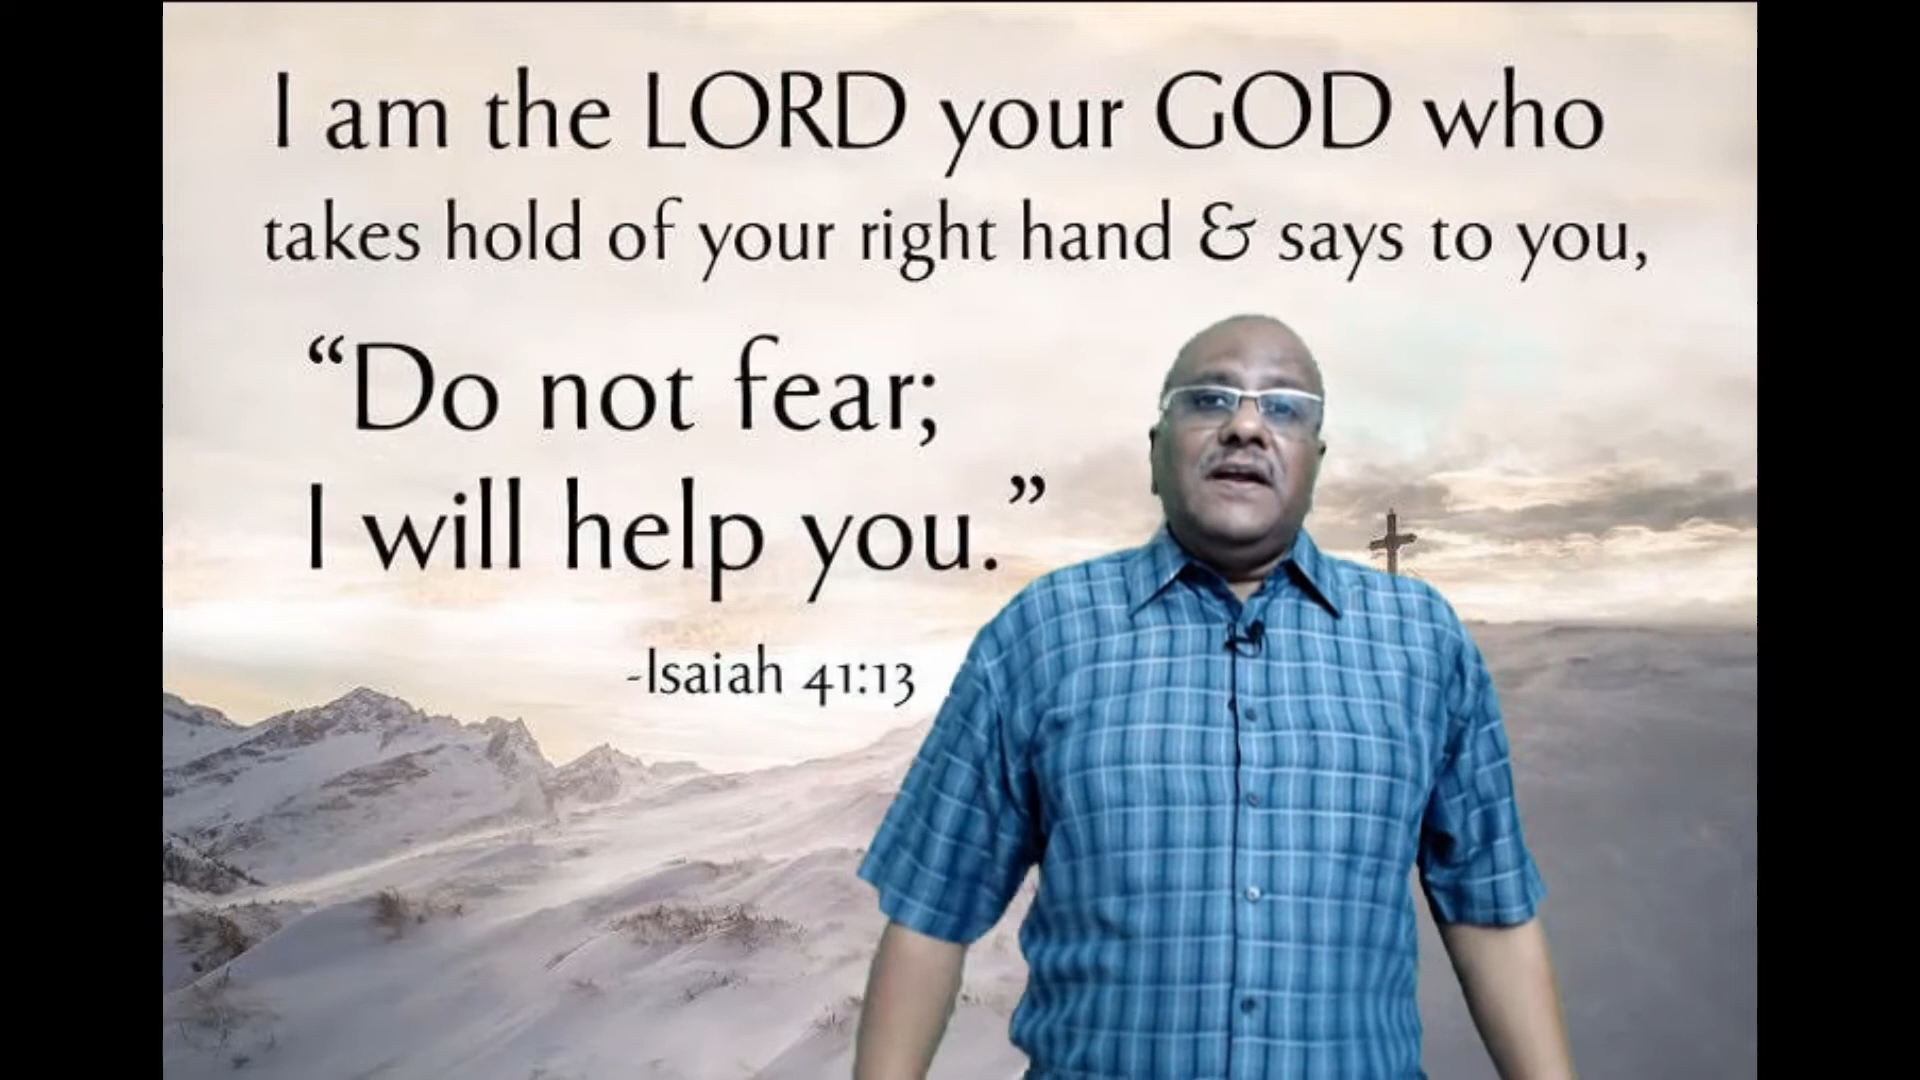 I am the LORD your GOD who
takes hold of your right hand & says to you,
“Do not fear;
I will help you.”
-Isaiah 41:13